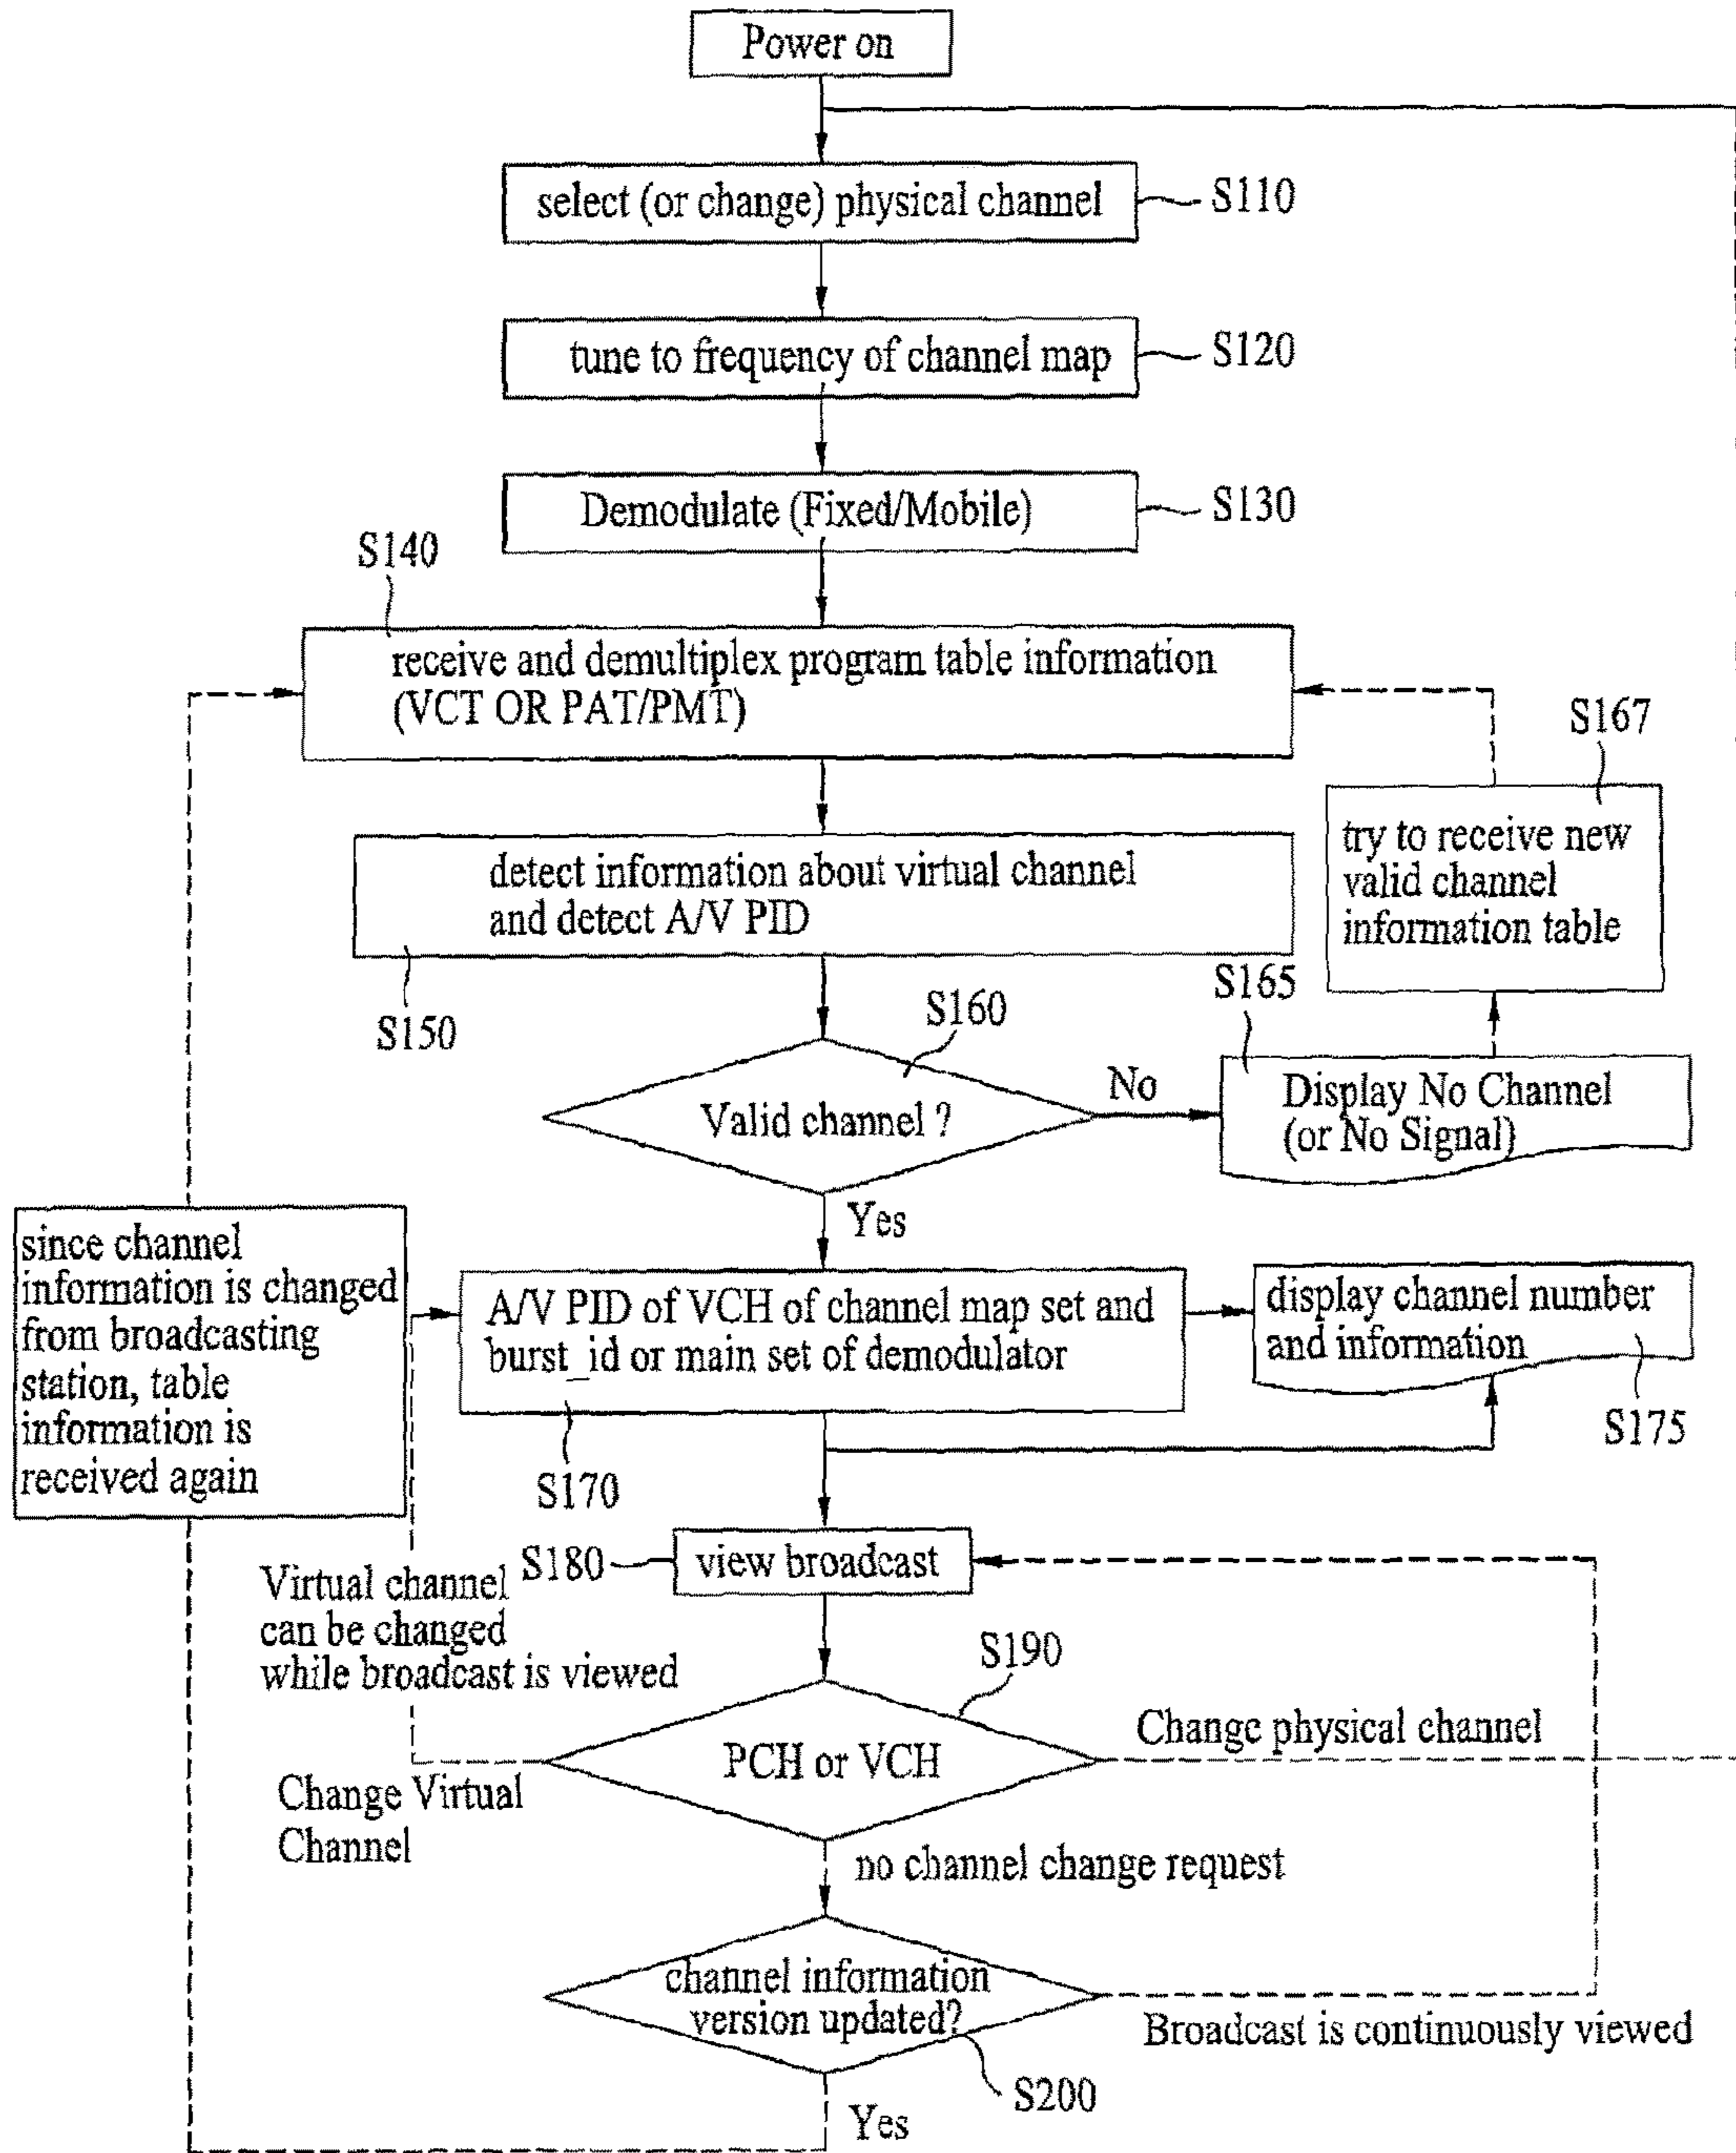 Power on
select (or change) physical channel
S110
tune to frequency of channel map
S120
Demodulate (Fixed/Mobile)
S130
S140
receive and demultiplex program table information
(VCT OR PAT/PMT)
S167
try to receive new
valid channel
information table
detect information about virtual channel
and detect A/V PID
S150
S160
S165
Valid channel ?
No
Display No Channel
(or No Signal)
Yes
since channel
information is changed
from broadcasting
station, table
information is
received again
A/V PID of VCH of channel map set and
burst_id or main set of demodulator
display channel number
and information
S170
S175
S180
view broadcast
Virtual channel
can be changed
while broadcast is viewed
S190
PCH or VCH
Change physical channel
Change Virtual
Channel
no channel change request
channel information
version updated?
Broadcast is continuously viewed
S200
Yes